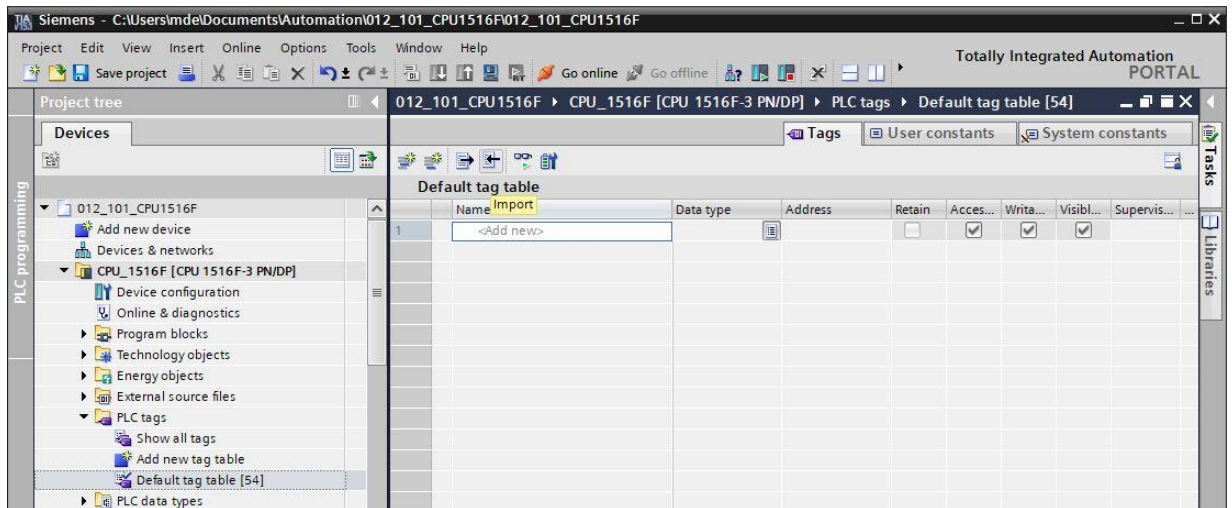 Siemens - C:\Users\mde\Documents\Automation\012_101_CPU1516F\012_101_CPU1516F
Project Edit View Insert Online Options Tools Window Help
Totally Integrated Automation
PORTAL
Save project Go online Go offline
Project tree
012_101_CPU1516F CPU_1516F [CPU 1516F-3 PN/DP] PLC tags Default tag table [54]
Devices
Tags User constants System constants
Default tag table
Import
Name Data type Address Retain Acces... Writa... Visibl... Supervis... ...
1 <Add new>
012_101_CPU1516F
Add new device
Devices & networks
CPU_1516F [CPU 1516F-3 PN/DP]
Device configuration
Online & diagnostics
Program blocks
Technology objects
Energy objects
External source files
PLC tags
Show all tags
Add new tag table
Default tag table [54]
PLC data types
PLC programming
Tasks
Libraries